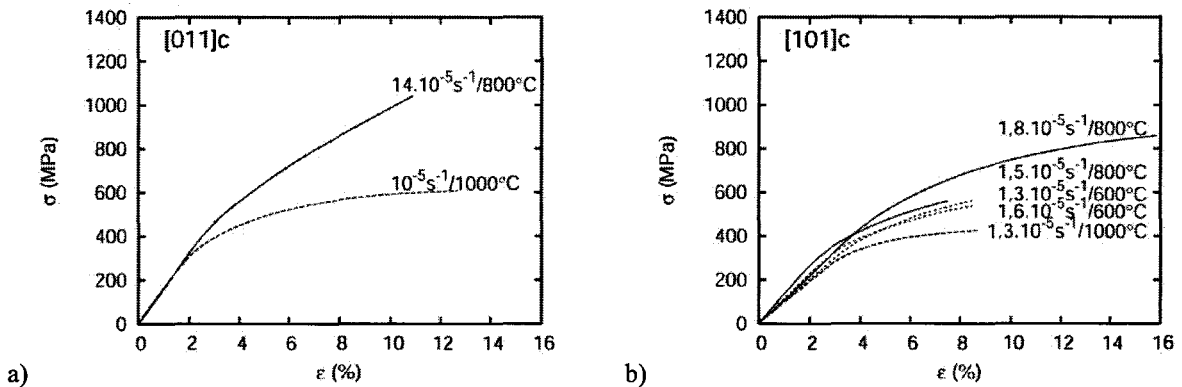 [011]c
1400
1200
1000
800
600
400
200
0
σ (MPa)
14.10⁻⁵s⁻¹/800°C
10⁻⁵s⁻¹/1000°C
0 2 4 6 8 10 12 14 16
ε (%)
a)
[101]c
1400
1200
1000
800
600
400
200
0
σ (MPa)
1,8.10⁻⁵s⁻¹/800°C
1,5.10⁻⁵s⁻¹/800°C
1,3.10⁻⁵s⁻¹/600°C
1,6.10⁻⁵s⁻¹/600°C
1,3.10⁻⁵s⁻¹/1000°C
0 2 4 6 8 10 12 14 16
ε (%)
b)